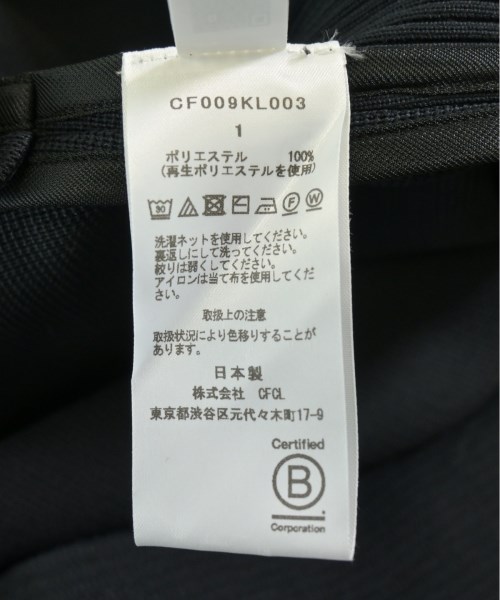 CF009KL003
1
ポリエステル 100%
(再生ポリエステルを使用)
30
F W
洗濯ネットを使用してください。
裏返しにして洗ってください。
絞りは弱くしてください。
アイロンは当て布を使用してください。
取扱上の注意
取扱状況により色移りすることが
あります。
日本製
株式会社 CFCL
東京都渋谷区元代々木町17-9
Certified
B
Corporation